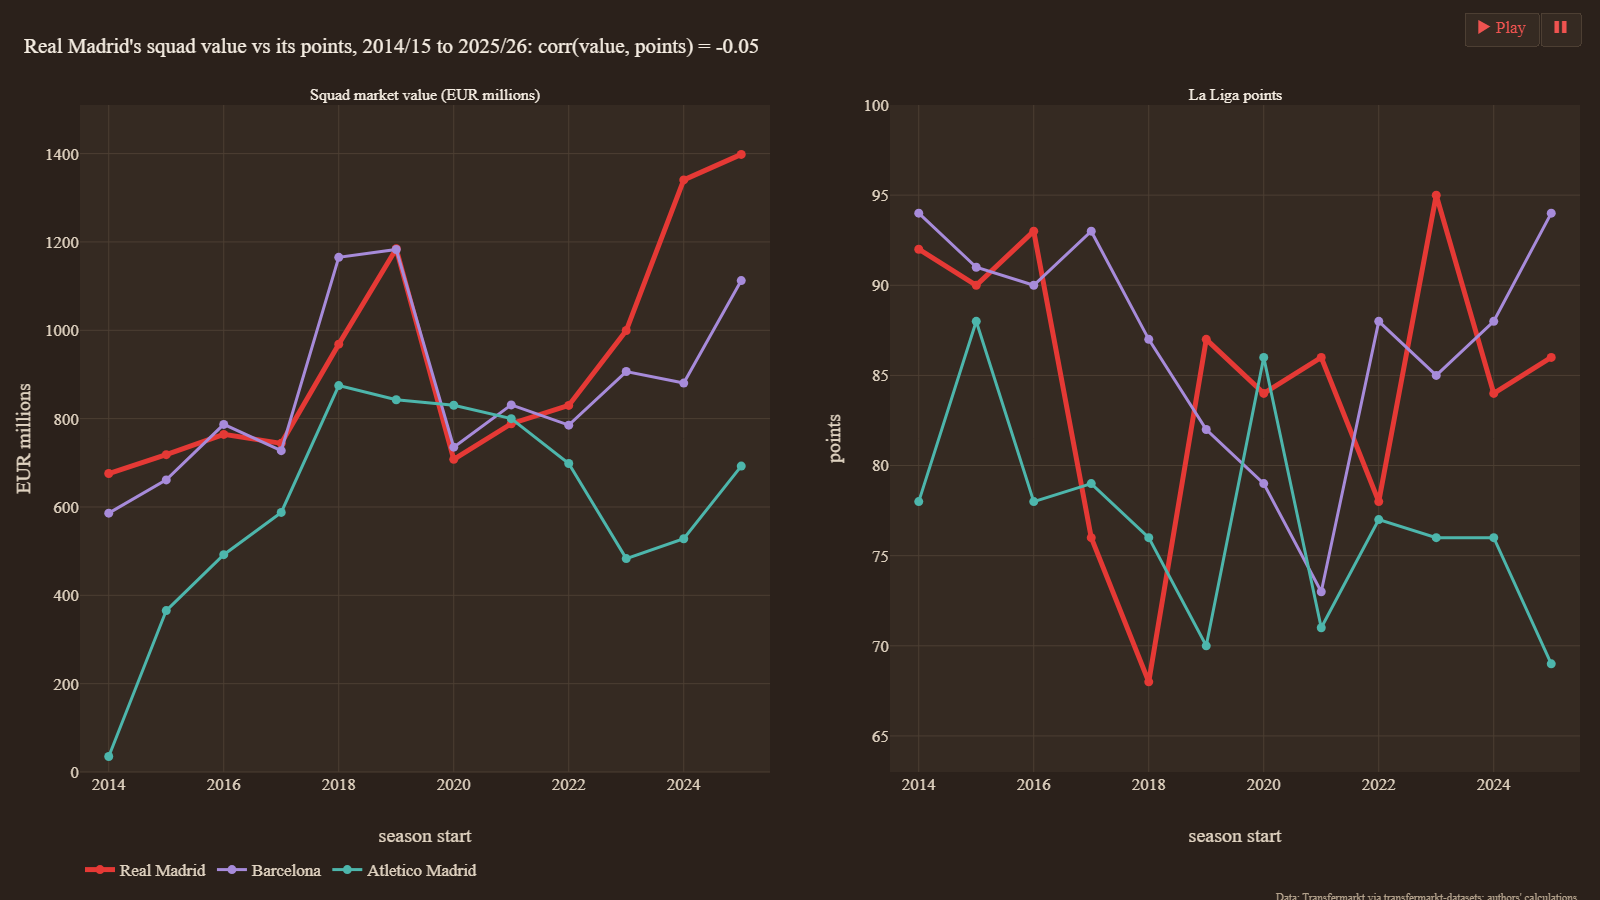 Real Madrid's squad value vs its points, 2014/15 to 2025/26: corr(value, points) = -0.05
Play
Squad market value (EUR millions)
EUR millions
1400
1200
1000
800
600
400
200
0
2014 2016 2018 2020 2022 2024
season start
La Liga points
points
100
95
90
85
80
75
70
65
2014 2016 2018 2020 2022 2024
season start
Real Madrid Barcelona Atletico Madrid
Data: Transfermarkt via transfermarkt-datasets; authors' calculations.